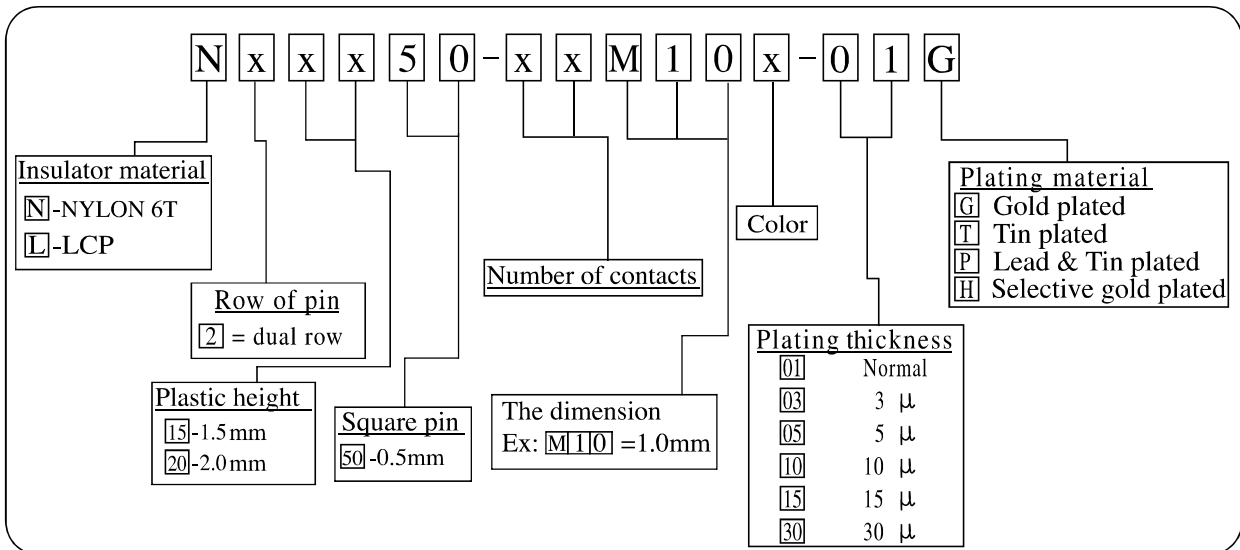 N x x x 5 0 - x x M 1 0 x - 0 1 G
Insulator material
N -NYLON 6T
L -LCP
Row of pin
2 = dual row
Plastic height
15 -1.5mm
20 -2.0mm
Square pin
50 -0.5mm
Number of contacts
The dimension
Ex: M10 =1.0mm
Color
Plating thickness
01 Normal
03 3 μ
05 5 μ
10 10 μ
15 15 μ
30 30 μ
Plating material
G Gold plated
T Tin plated
P Lead & Tin plated
H Selective gold plated